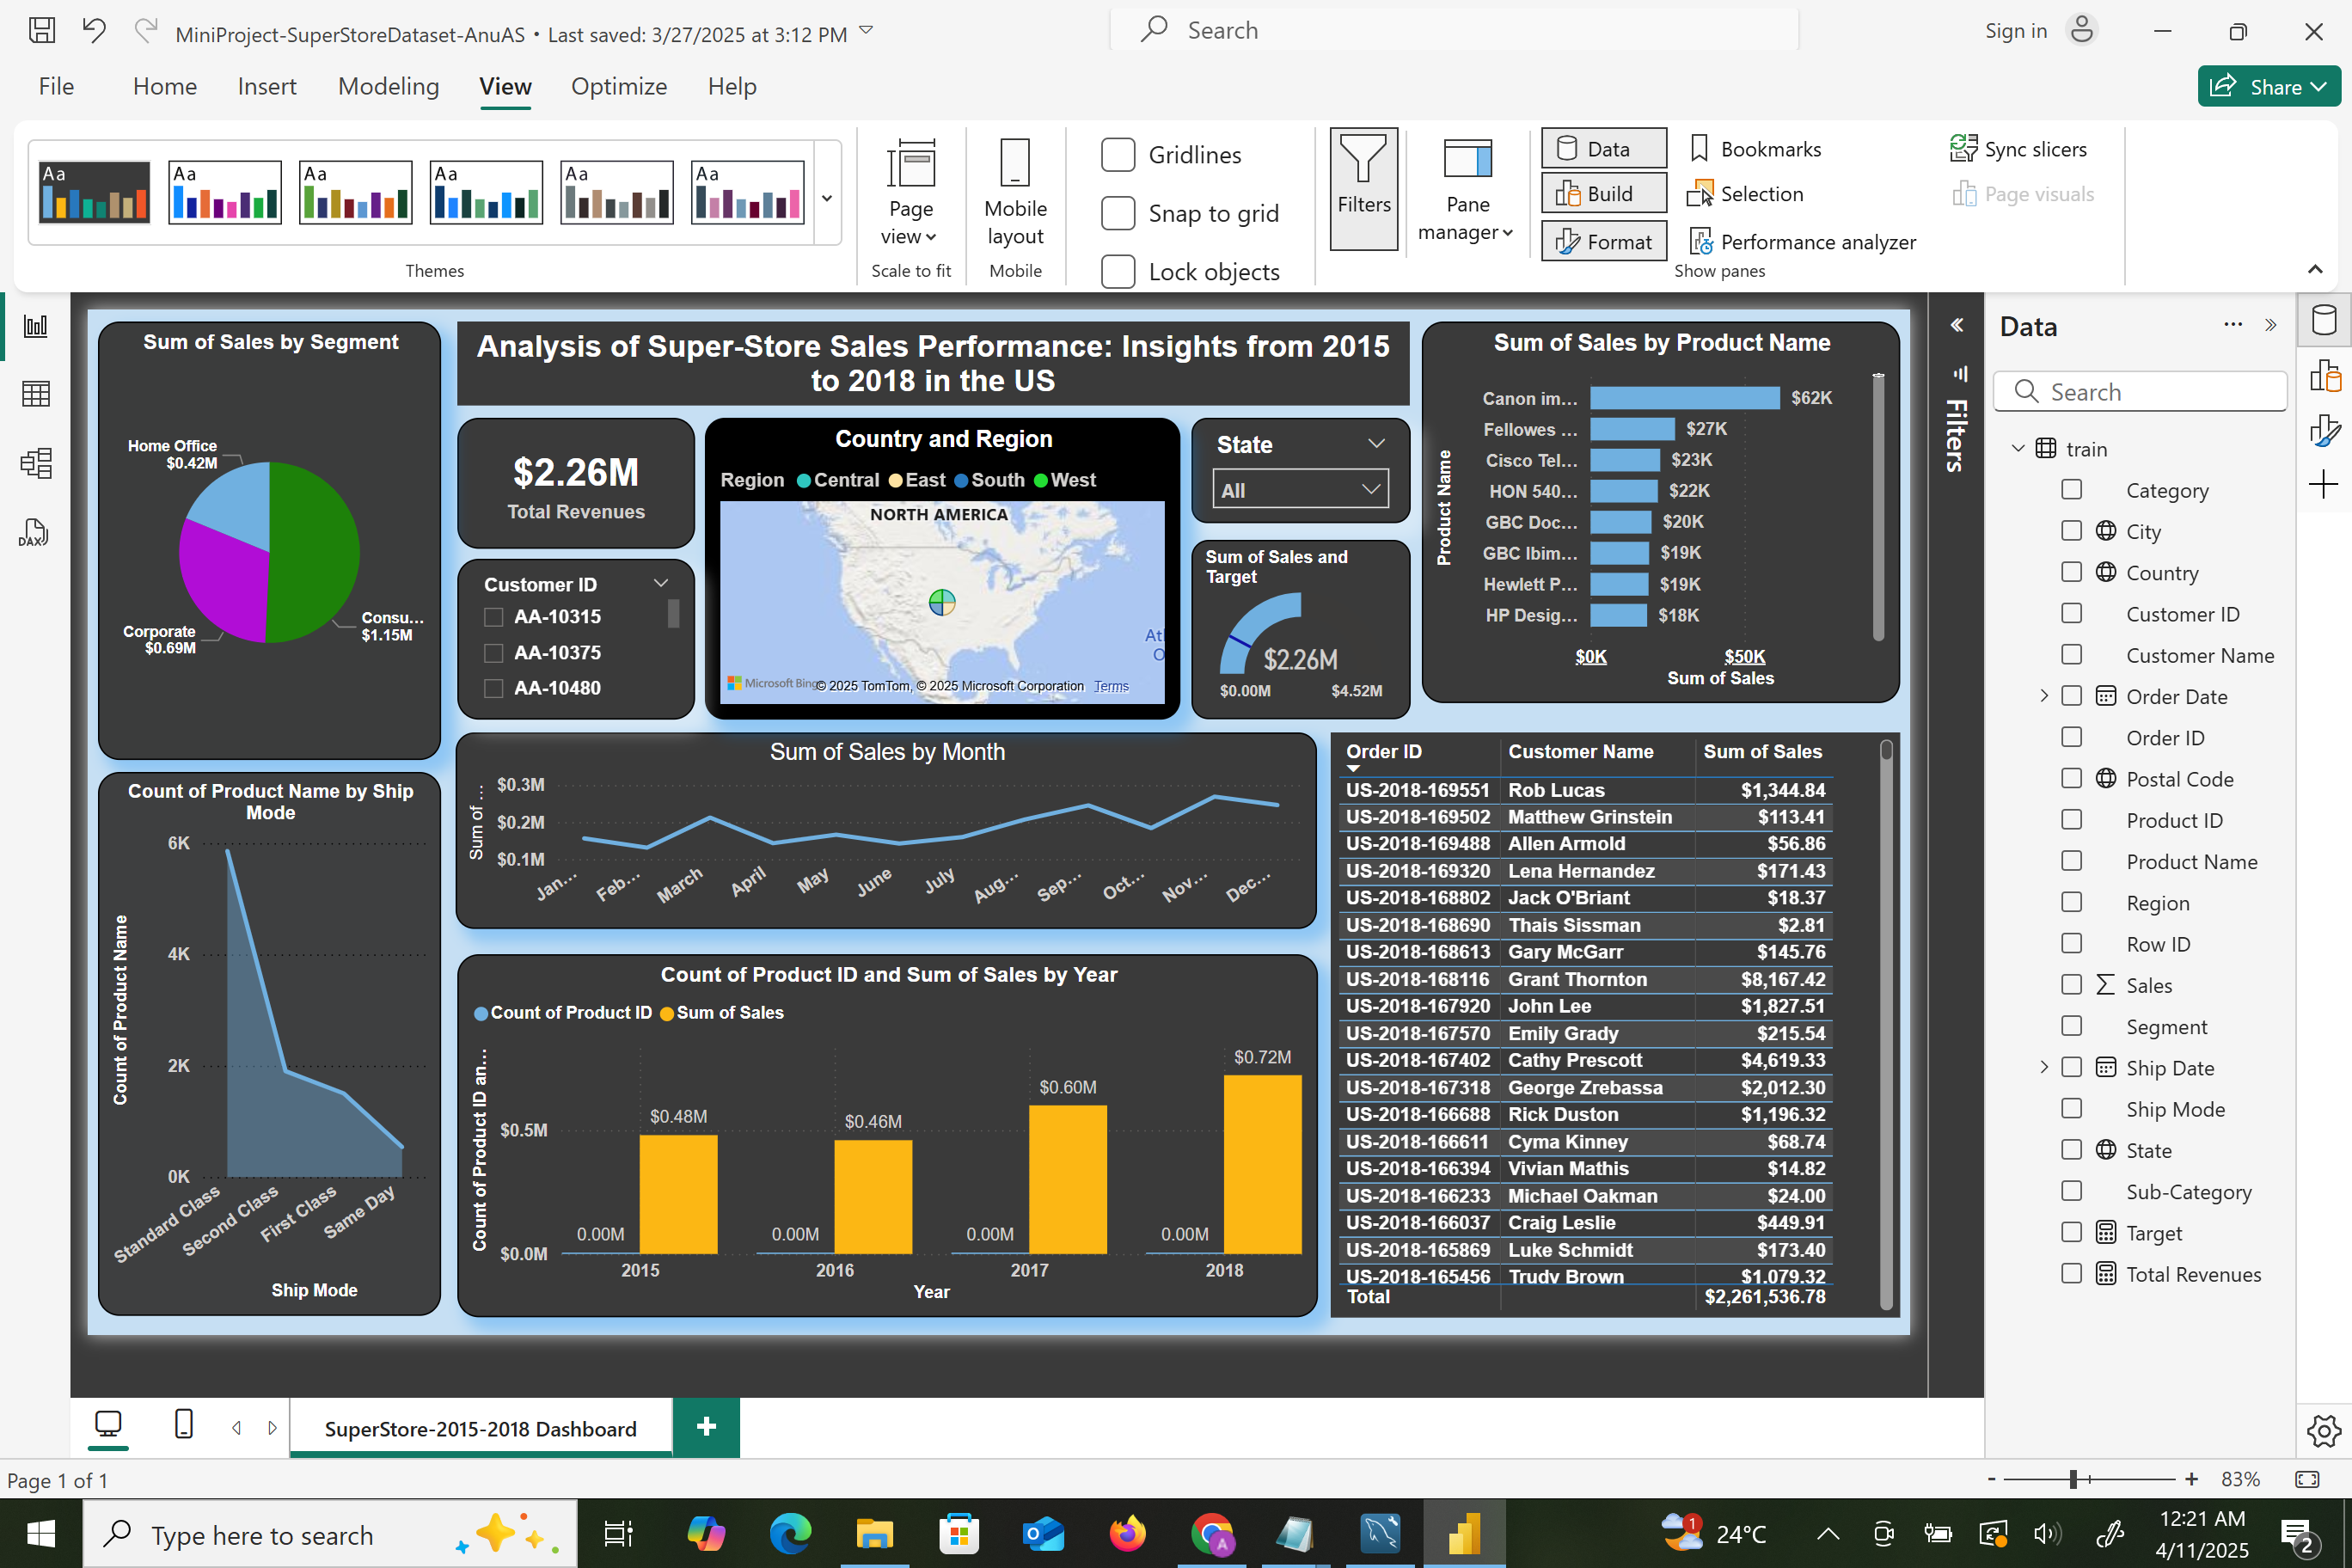 MiniProject-SuperStoreDataset-AnuAS • Last saved: 3/27/2025 at 3:12 PM
Search
Sign in
File
Home
Insert
Modeling
View
Optimize
Help
Share
Aa
Aa
Aa
Aa
Aa
Aa
Themes
Page
view
Scale to fit
Mobile
layout
Mobile
Gridlines
Snap to grid
Lock objects
Filters
Pane
manager
Data
Build
Format
Bookmarks
Selection
Performance analyzer
Sync slicers
Page visuals
Show panes
Sum of Sales by Segment
Home Office
$0.42M
Corporate
$0.69M
Consu...
$1.15M
Analysis of Super-Store Sales Performance: Insights from 2015
to 2018 in the US
$2.26M
Total Revenues
Customer ID
AA-10315
AA-10375
AA-10480
Country and Region
Region Central East South West
NORTH AMERICA
Atl
O
Microsoft Bing
© 2025 TomTom, © 2025 Microsoft Corporation Terms
State
All
Sum of Sales and
Target
$2.26M
$0.00M
$4.52M
Sum of Sales by Product Name
Product Name
Canon im... $62K
Fellowes ... $27K
Cisco Tel... $23K
HON 540... $22K
GBC Doc... $20K
GBC Ibim... $19K
Hewlett P... $19K
HP Desig... $18K
$0K $50K
Sum of Sales
Count of Product Name by Ship
Mode
Count of Product Name
6K
4K
2K
0K
Standard Class
Second Class
First Class
Same Day
Ship Mode
Sum of Sales by Month
Sum of ...
$0.3M
$0.2M
$0.1M
Jan...
Feb...
March
April
May
June
July
Aug...
Sep...
Oct...
Nov...
Dec...
Count of Product ID and Sum of Sales by Year
Count of Product ID Sum of Sales
Count of Product ID an...
$0.5M
$0.0M
0.00M
$0.48M
0.00M
$0.46M
0.00M
$0.60M
0.00M
$0.72M
2015
2016
2017
2018
Year
Order ID Customer Name Sum of Sales
US-2018-169551 Rob Lucas $1,344.84
US-2018-169502 Matthew Grinstein $113.41
US-2018-169488 Allen Armold $56.86
US-2018-169320 Lena Hernandez $171.43
US-2018-168802 Jack O'Briant $18.37
US-2018-168690 Thais Sissman $2.81
US-2018-168613 Gary McGarr $145.76
US-2018-168116 Grant Thornton $8,167.42
US-2018-167920 John Lee $1,827.51
US-2018-167570 Emily Grady $215.54
US-2018-167402 Cathy Prescott $4,619.33
US-2018-167318 George Zrebassa $2,012.30
US-2018-166688 Rick Duston $1,196.32
US-2018-166611 Cyma Kinney $68.74
US-2018-166394 Vivian Mathis $14.82
US-2018-166233 Michael Oakman $24.00
US-2018-166037 Craig Leslie $449.91
US-2018-165869 Luke Schmidt $173.40
US-2018-165456 Trudy Brown $1,079.32
Total $2,261,536.78
Filters
Data
Search
train
Category
City
Country
Customer ID
Customer Name
Order Date
Order ID
Postal Code
Product ID
Product Name
Region
Row ID
Sales
Segment
Ship Date
Ship Mode
State
Sub-Category
Target
Total Revenues
DAX
SuperStore-2015-2018 Dashboard
Page 1 of 1
83%
Type here to search
A
1
24°C
12:21 AM
4/11/2025
2